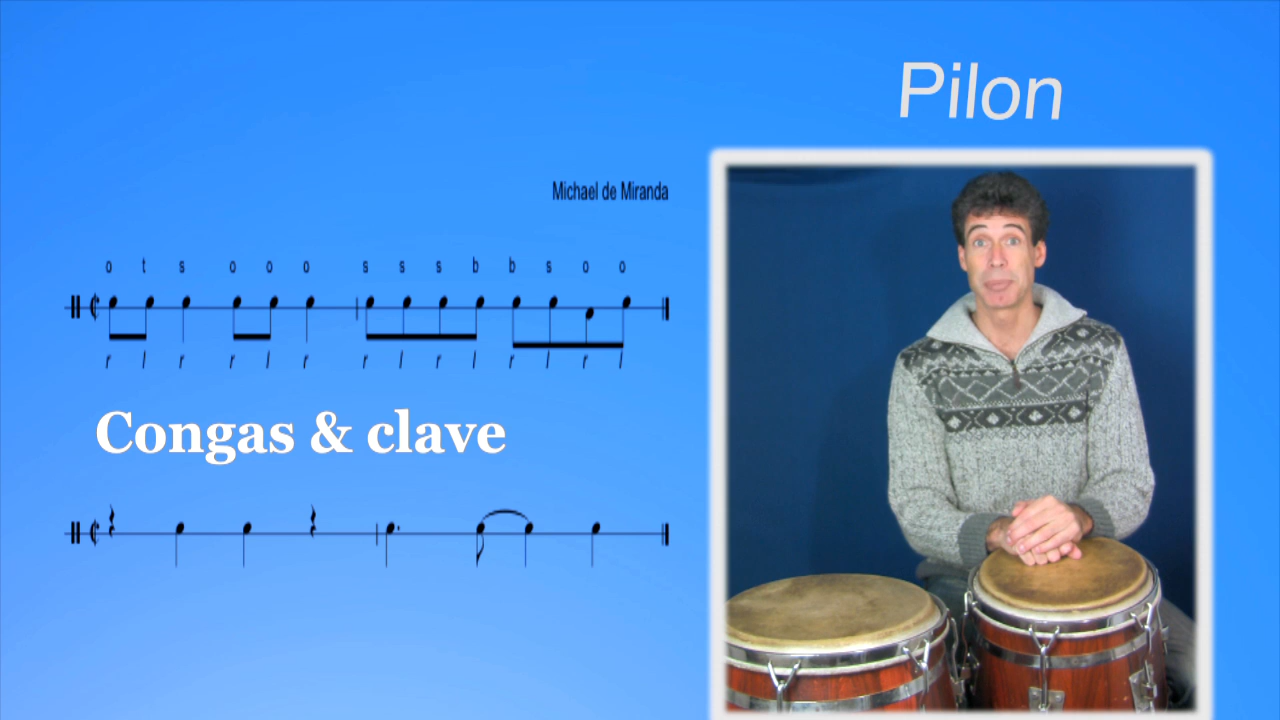 Pilon
Michael de Miranda
o t s o o o s s s b b s o o
r l r r l r r l r l r l r l
Congas & clave